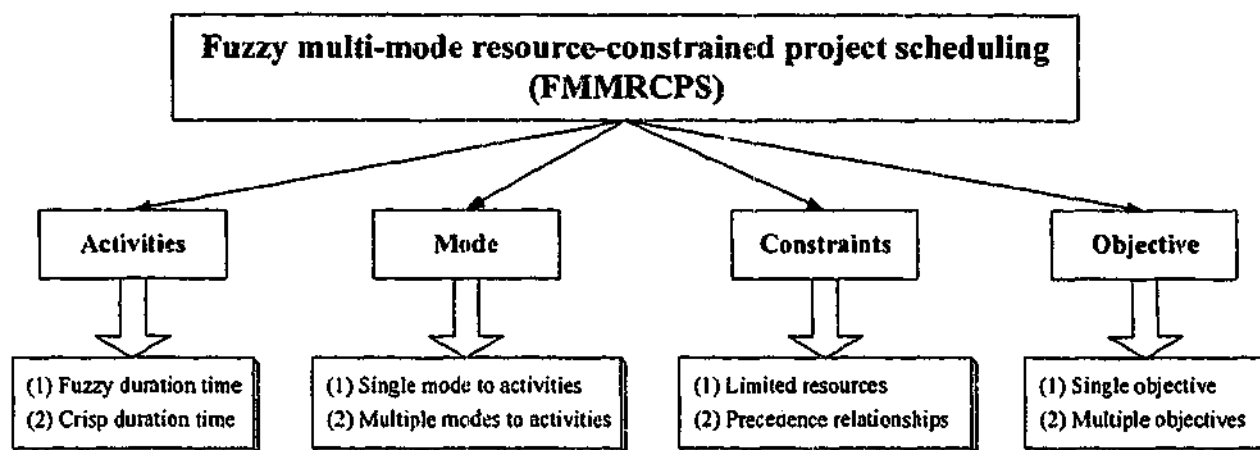 Fuzzy multi-mode resource-constrained project scheduling
(FMMRCPS)
Activities
Mode
Constraints
Objective
(1) Fuzzy duration time
(2) Crisp duration time
(1) Single mode to activities
(2) Multiple modes to activities
(1) Limited resources
(2) Precedence relationships
(1) Single objective
(2) Multiple objectives